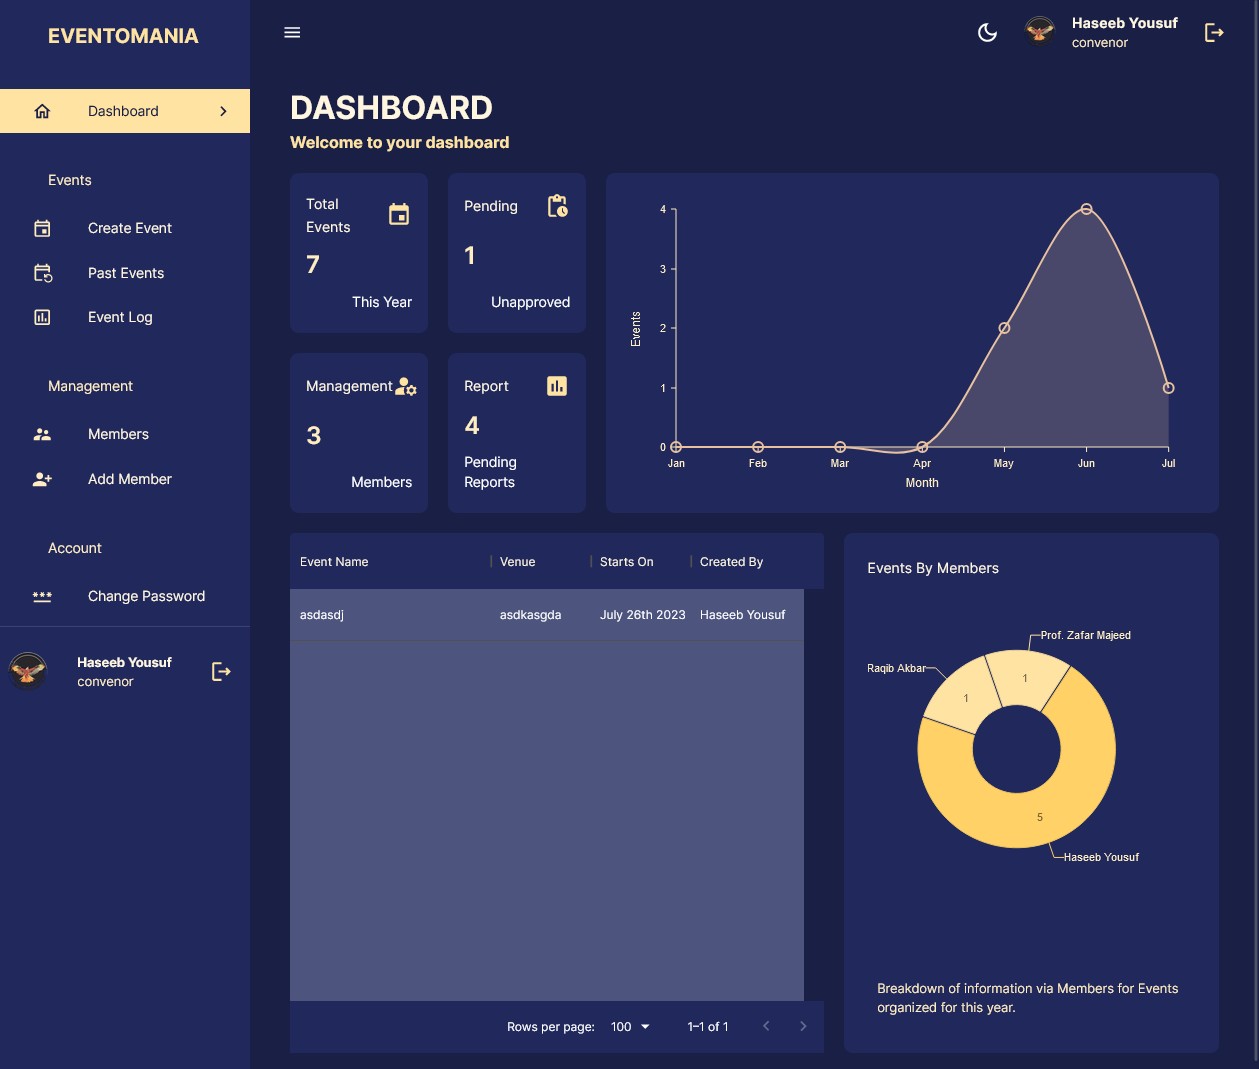 EVENTOMANIA
Dashboard
Events
Create Event
Past Events
Event Log
Management
Members
Add Member
Account
Change Password
Haseeb Yousuf
convenor
Haseeb Yousuf
convenor
DASHBOARD
Welcome to your dashboard
Total
Events
7
This Year
Pending
1
Unapproved
Management
3
Members
Report
4
Pending
Reports
4
3
2
1
0
Events
Jan Feb Mar Apr May Jun Jul
Month
Event Name Venue Starts On Created By
asdasdj asdkasgda July 26th 2023 Haseeb Yousuf
Rows per page: 100 1–1 of 1
Events By Members
Prof. Zafar Majeed
Raqib Akbar
1
1
5
Haseeb Yousuf
Breakdown of information via Members for Events
organized for this year.